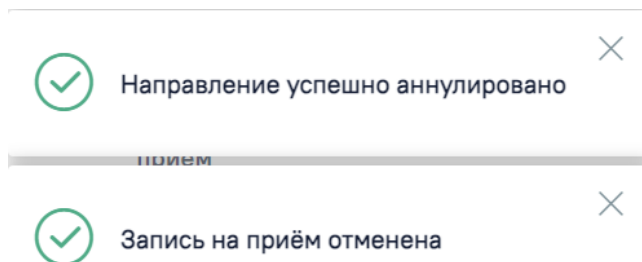 Направление успешно аннулировано
прием
Запись на приём отменена